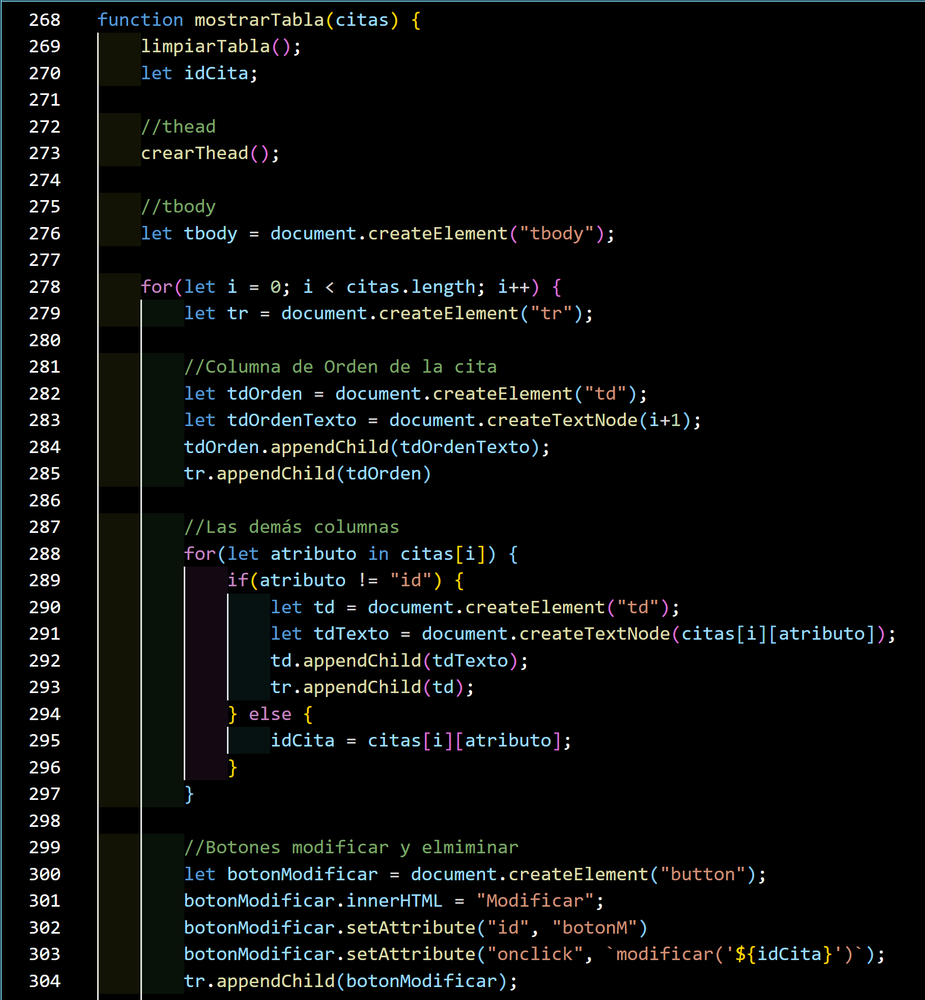 268 function mostrarTabla(citas) {
269     limpiarTabla();
270     let idCita;
271
272     //thead
273     crearThead();
274
275     //tbody
276     let tbody = document.createElement("tbody");
277
278     for(let i = 0; i < citas.length; i++) {
279         let tr = document.createElement("tr");
280
281         //Columna de Orden de la cita
282         let tdOrden = document.createElement("td");
283         let tdOrdenTexto = document.createTextNode(i+1);
284         tdOrden.appendChild(tdOrdenTexto);
285         tr.appendChild(tdOrden)
286
287         //Las demás columnas
288         for(let atributo in citas[i]) {
289             if(atributo != "id") {
290                 let td = document.createElement("td");
291                 let tdTexto = document.createTextNode(citas[i][atributo]);
292                 td.appendChild(tdTexto);
293                 tr.appendChild(td);
294             } else {
295                 idCita = citas[i][atributo];
296             }
297         }
298
299         //Botones modificar y elmiminar
300         let botonModificar = document.createElement("button");
301         botonModificar.innerHTML = "Modificar";
302         botonModificar.setAttribute("id", "botonM")
303         botonModificar.setAttribute("onclick", `modificar('${idCita}')`);
304         tr.appendChild(botonModificar);